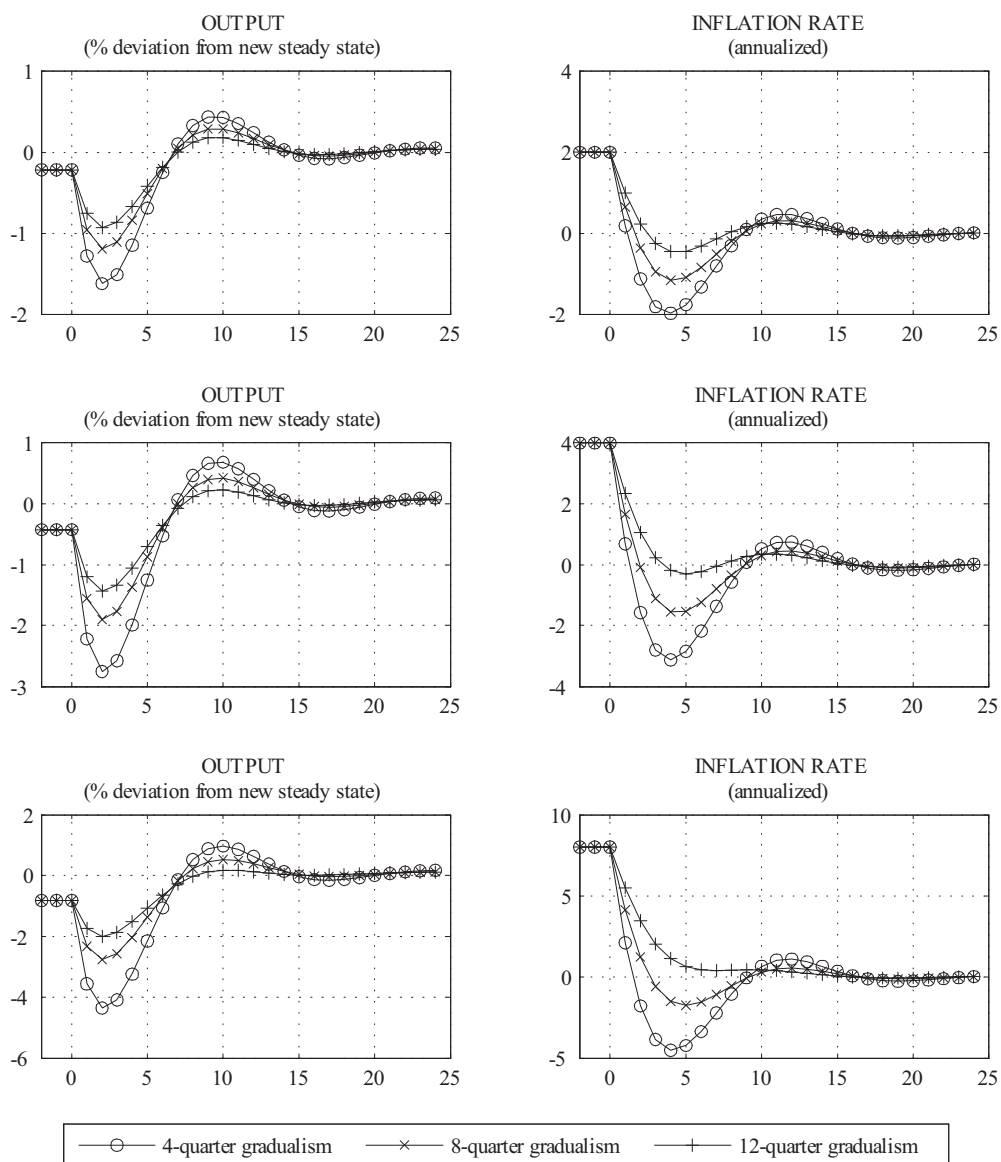 OUTPUT
(% deviation from new steady state)
1
0
-1
-2
0 5 10 15 20 25
INFLATION RATE
(annualized)
4
2
0
-2
0 5 10 15 20 25
OUTPUT
(% deviation from new steady state)
1
0
-1
-2
-3
0 5 10 15 20 25
INFLATION RATE
(annualized)
4
2
0
-2
-4
0 5 10 15 20 25
OUTPUT
(% deviation from new steady state)
2
0
-2
-4
-6
0 5 10 15 20 25
INFLATION RATE
(annualized)
10
5
0
-5
0 5 10 15 20 25
4-quarter gradualism 8-quarter gradualism 12-quarter gradualism